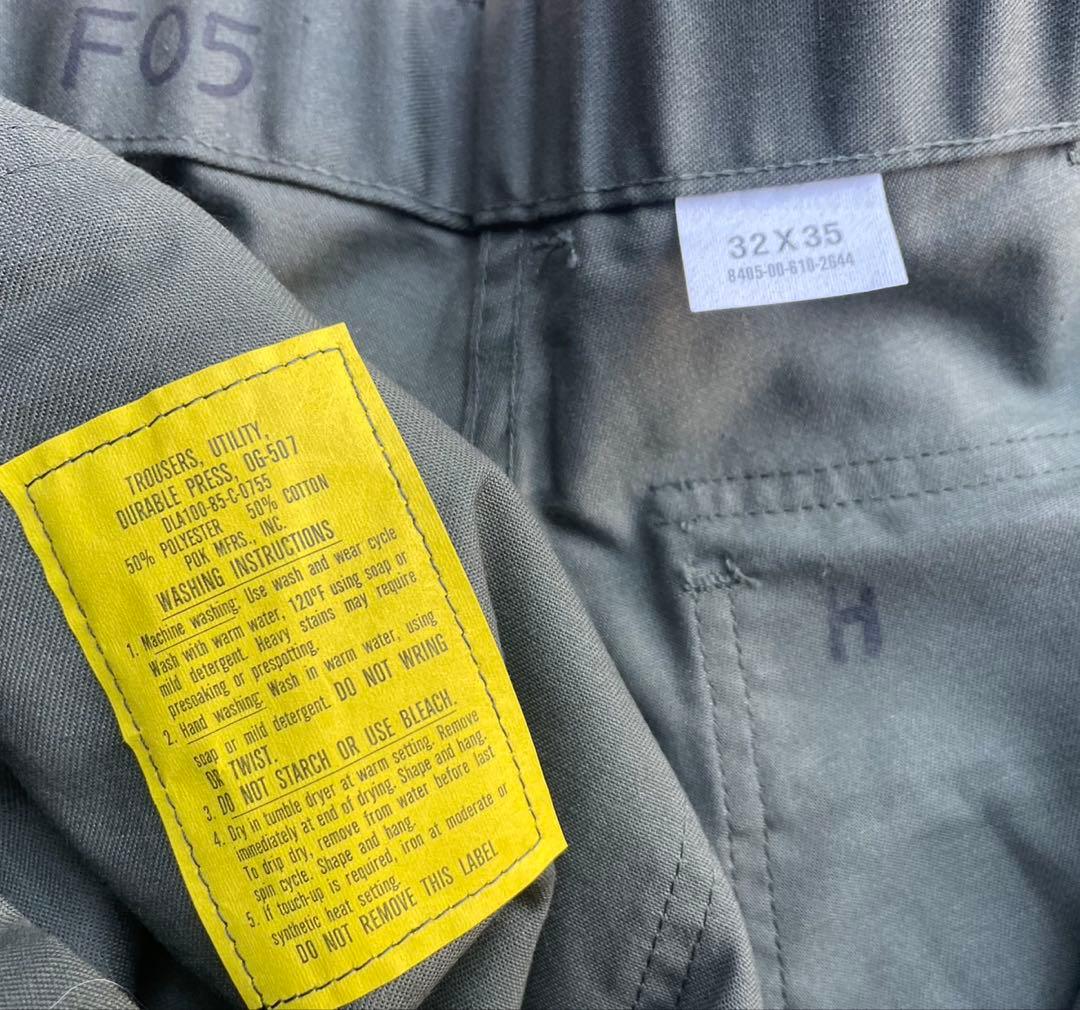 F05
32 X 35
8405-00-610-2644
TROUSERS, UTILITY,
DURABLE PRESS, OG-507
DLA100-85-C-0755
50% POLYESTER 50% COTTON
POK MFRS., INC.
WASHING INSTRUCTIONS
1. Machine washing. Use wash and wear cycle
Wash with warm water, 120°F using soap or
mild detergent. Heavy stains may require
presoaking or prespotting.
2. Hand washing. Wash in warm water, using
soap or mild detergent. DO NOT WRING
OR TWIST.
3. DO NOT STARCH OR USE BLEACH.
4. Dry in tumble dryer at warm setting. Remove
immediately at end of drying. Shape and hang.
To drip dry, remove from water before last
spin cycle. Shape and hang.
5. If touch-up is required, iron at moderate or
synthetic heat setting.
DO NOT REMOVE THIS LABEL
H